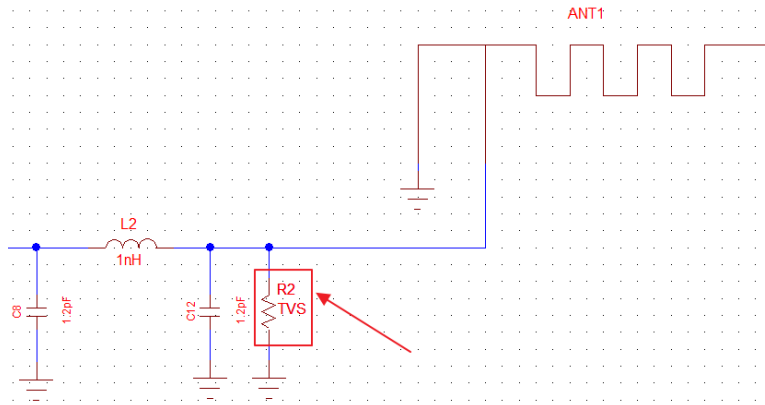 ANT1
L2
1nH
C8
1.2pF
C12
1.2pF
R2
TVS